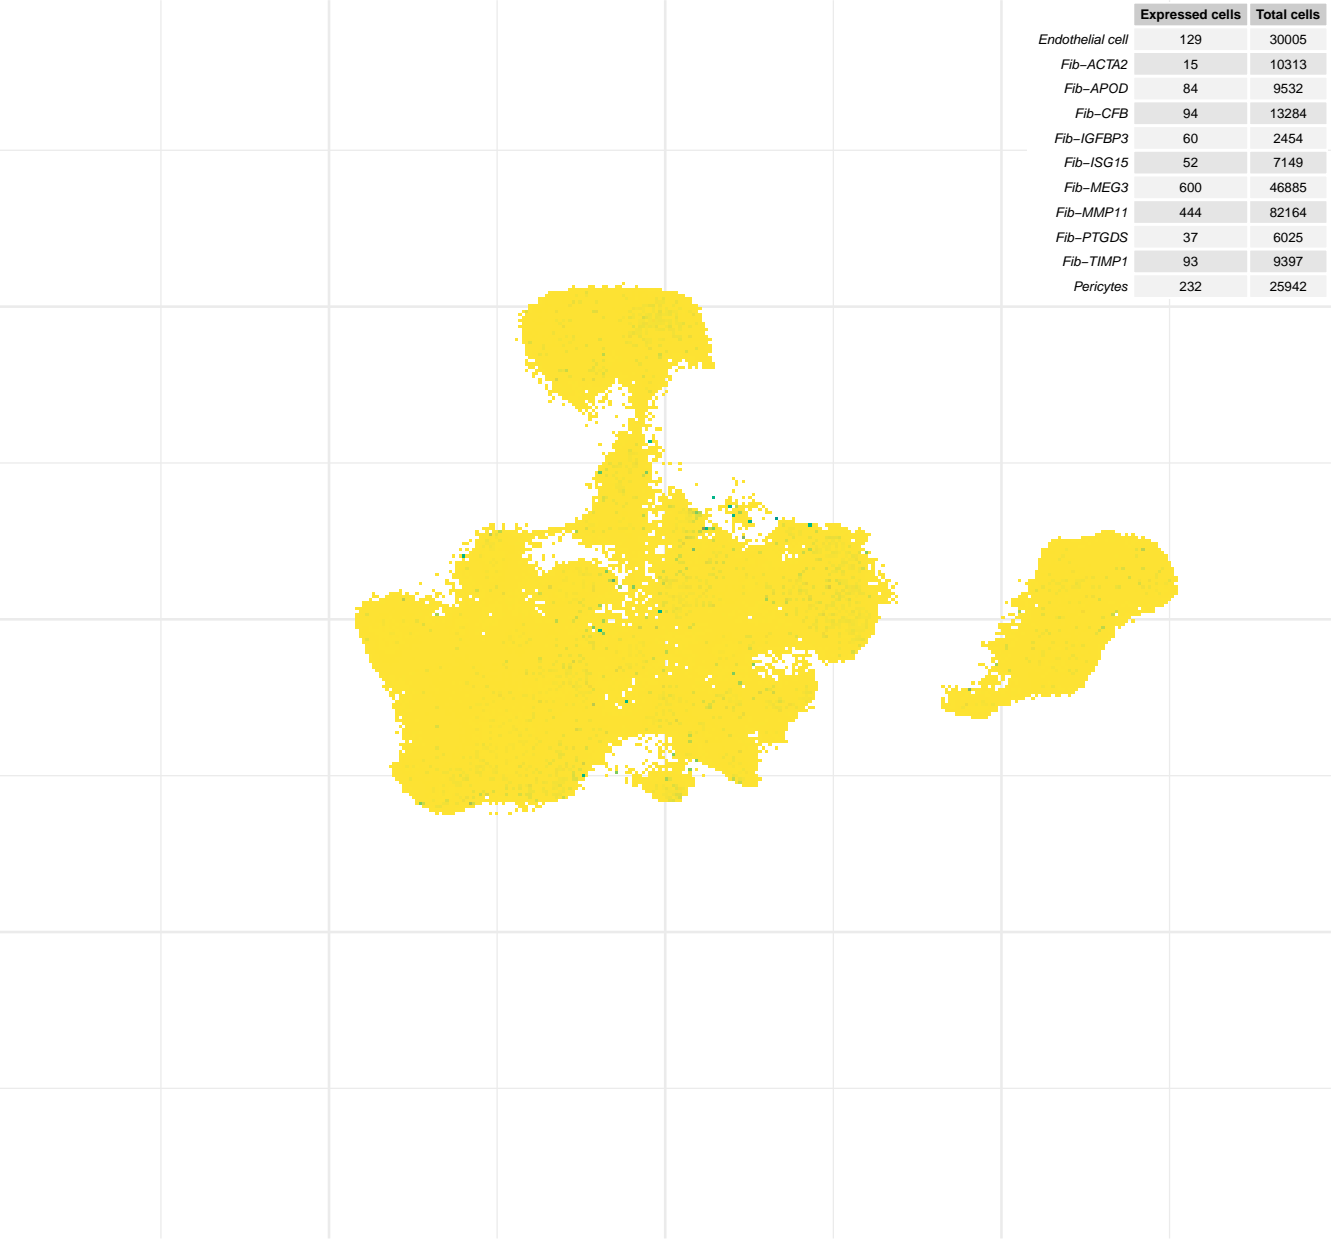 Expressed cells Total cells
Endothelial cell 129 30005
Fib−ACTA2 15 10313
Fib−APOD 84 9532
Fib−CFB 94 13284
Fib−IGFBP3 60 2454
Fib−ISG15 52 7149
Fib−MEG3 600 46885
Fib−MMP11 444 82164
Fib−PTGDS 37 6025
Fib−TIMP1 93 9397
Pericytes 232 25942